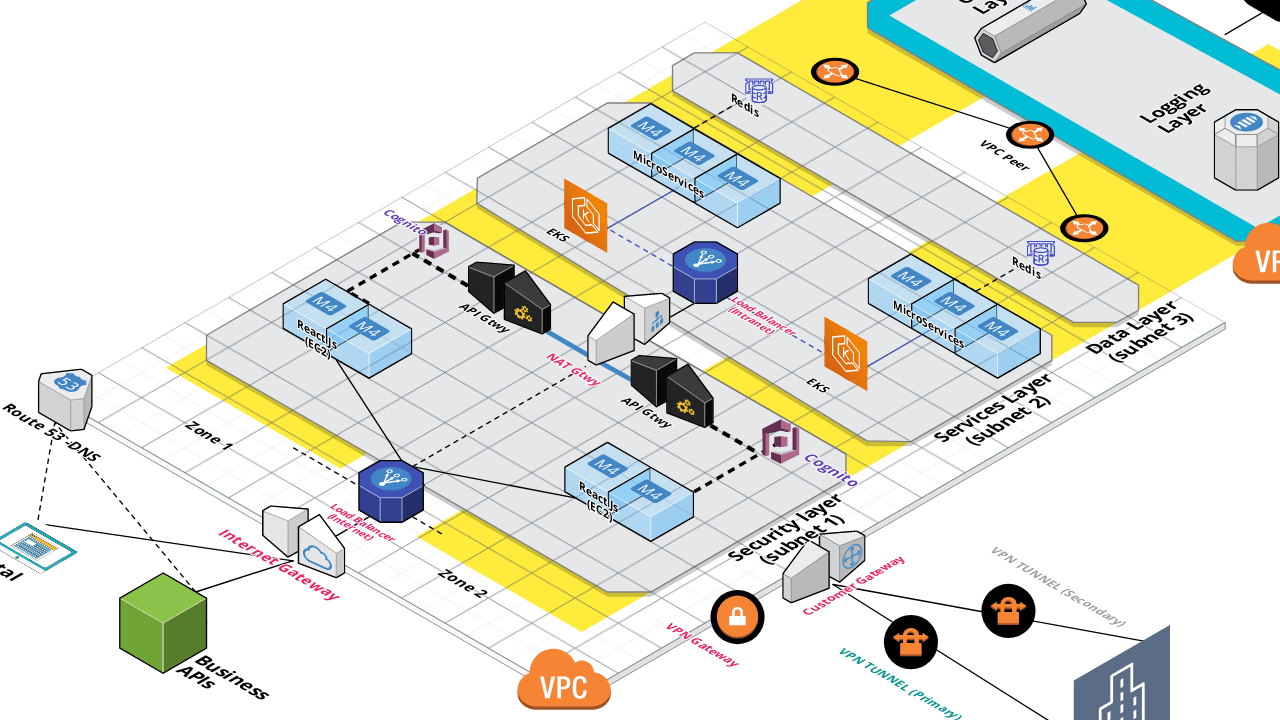 Logging
Layer
VPC Peer
Redis
R
M4
M4
M4
MicroServices
EKS
Cognito
API Gtwy
M4
M4
ReactJs
(EC2)
Load Balancer
(Intranet)
NAT Gtwy
API Gtwy
Redis
R
M4
M4
M4
MicroServices
EKS
Data Layer
(subnet 3)
Services Layer
(subnet 2)
Cognito
M4
M4
ReactJs
(EC2)
Security layer
(subnet 1)
53
Route 53 -DNS
Zone 1
Load Balancer
(Internet)
Internet Gateway
Zone 2
Business
APIs
VPC
Customer Gateway
VPN Gateway
VPN TUNNEL (Secondary)
VPN TUNNEL (Primary)